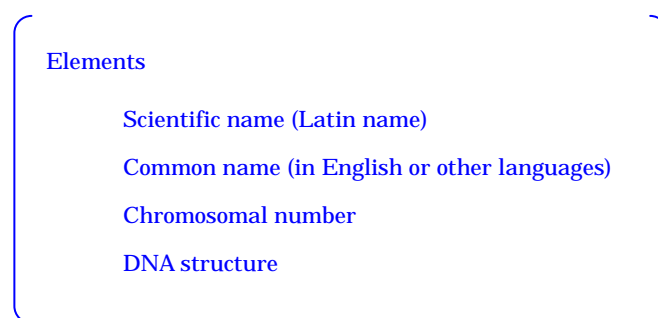 Elements
Scientific name (Latin name)
Common name (in English or other languages)
Chromosomal number
DNA structure